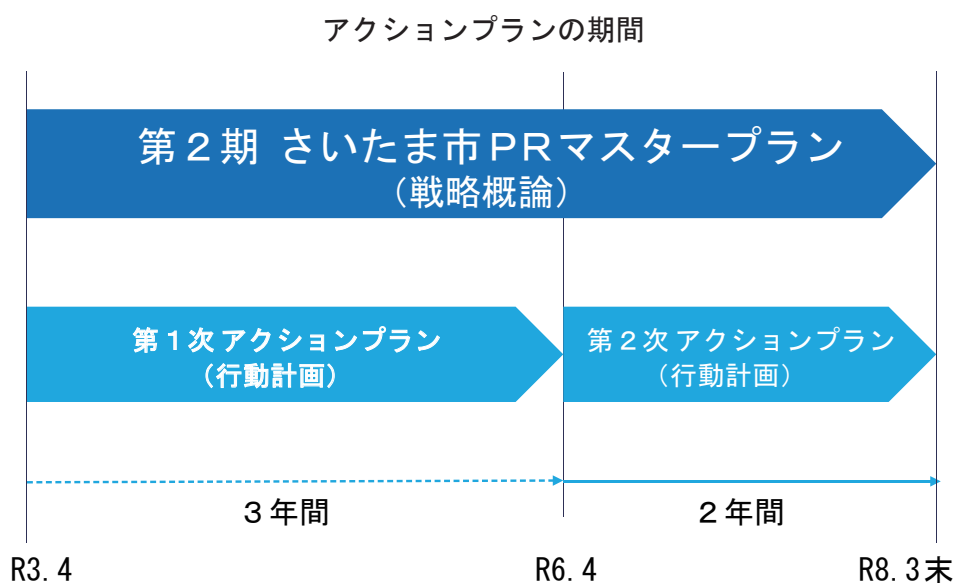 アクションプランの期間
第２期 さいたま市ＰＲマスタープラン
（戦略概論）
第１次 アクションプラン
（行動計画）
第２次 アクションプラン
（行動計画）
３年間
２年間
R3.4
R6.4
R8.3末